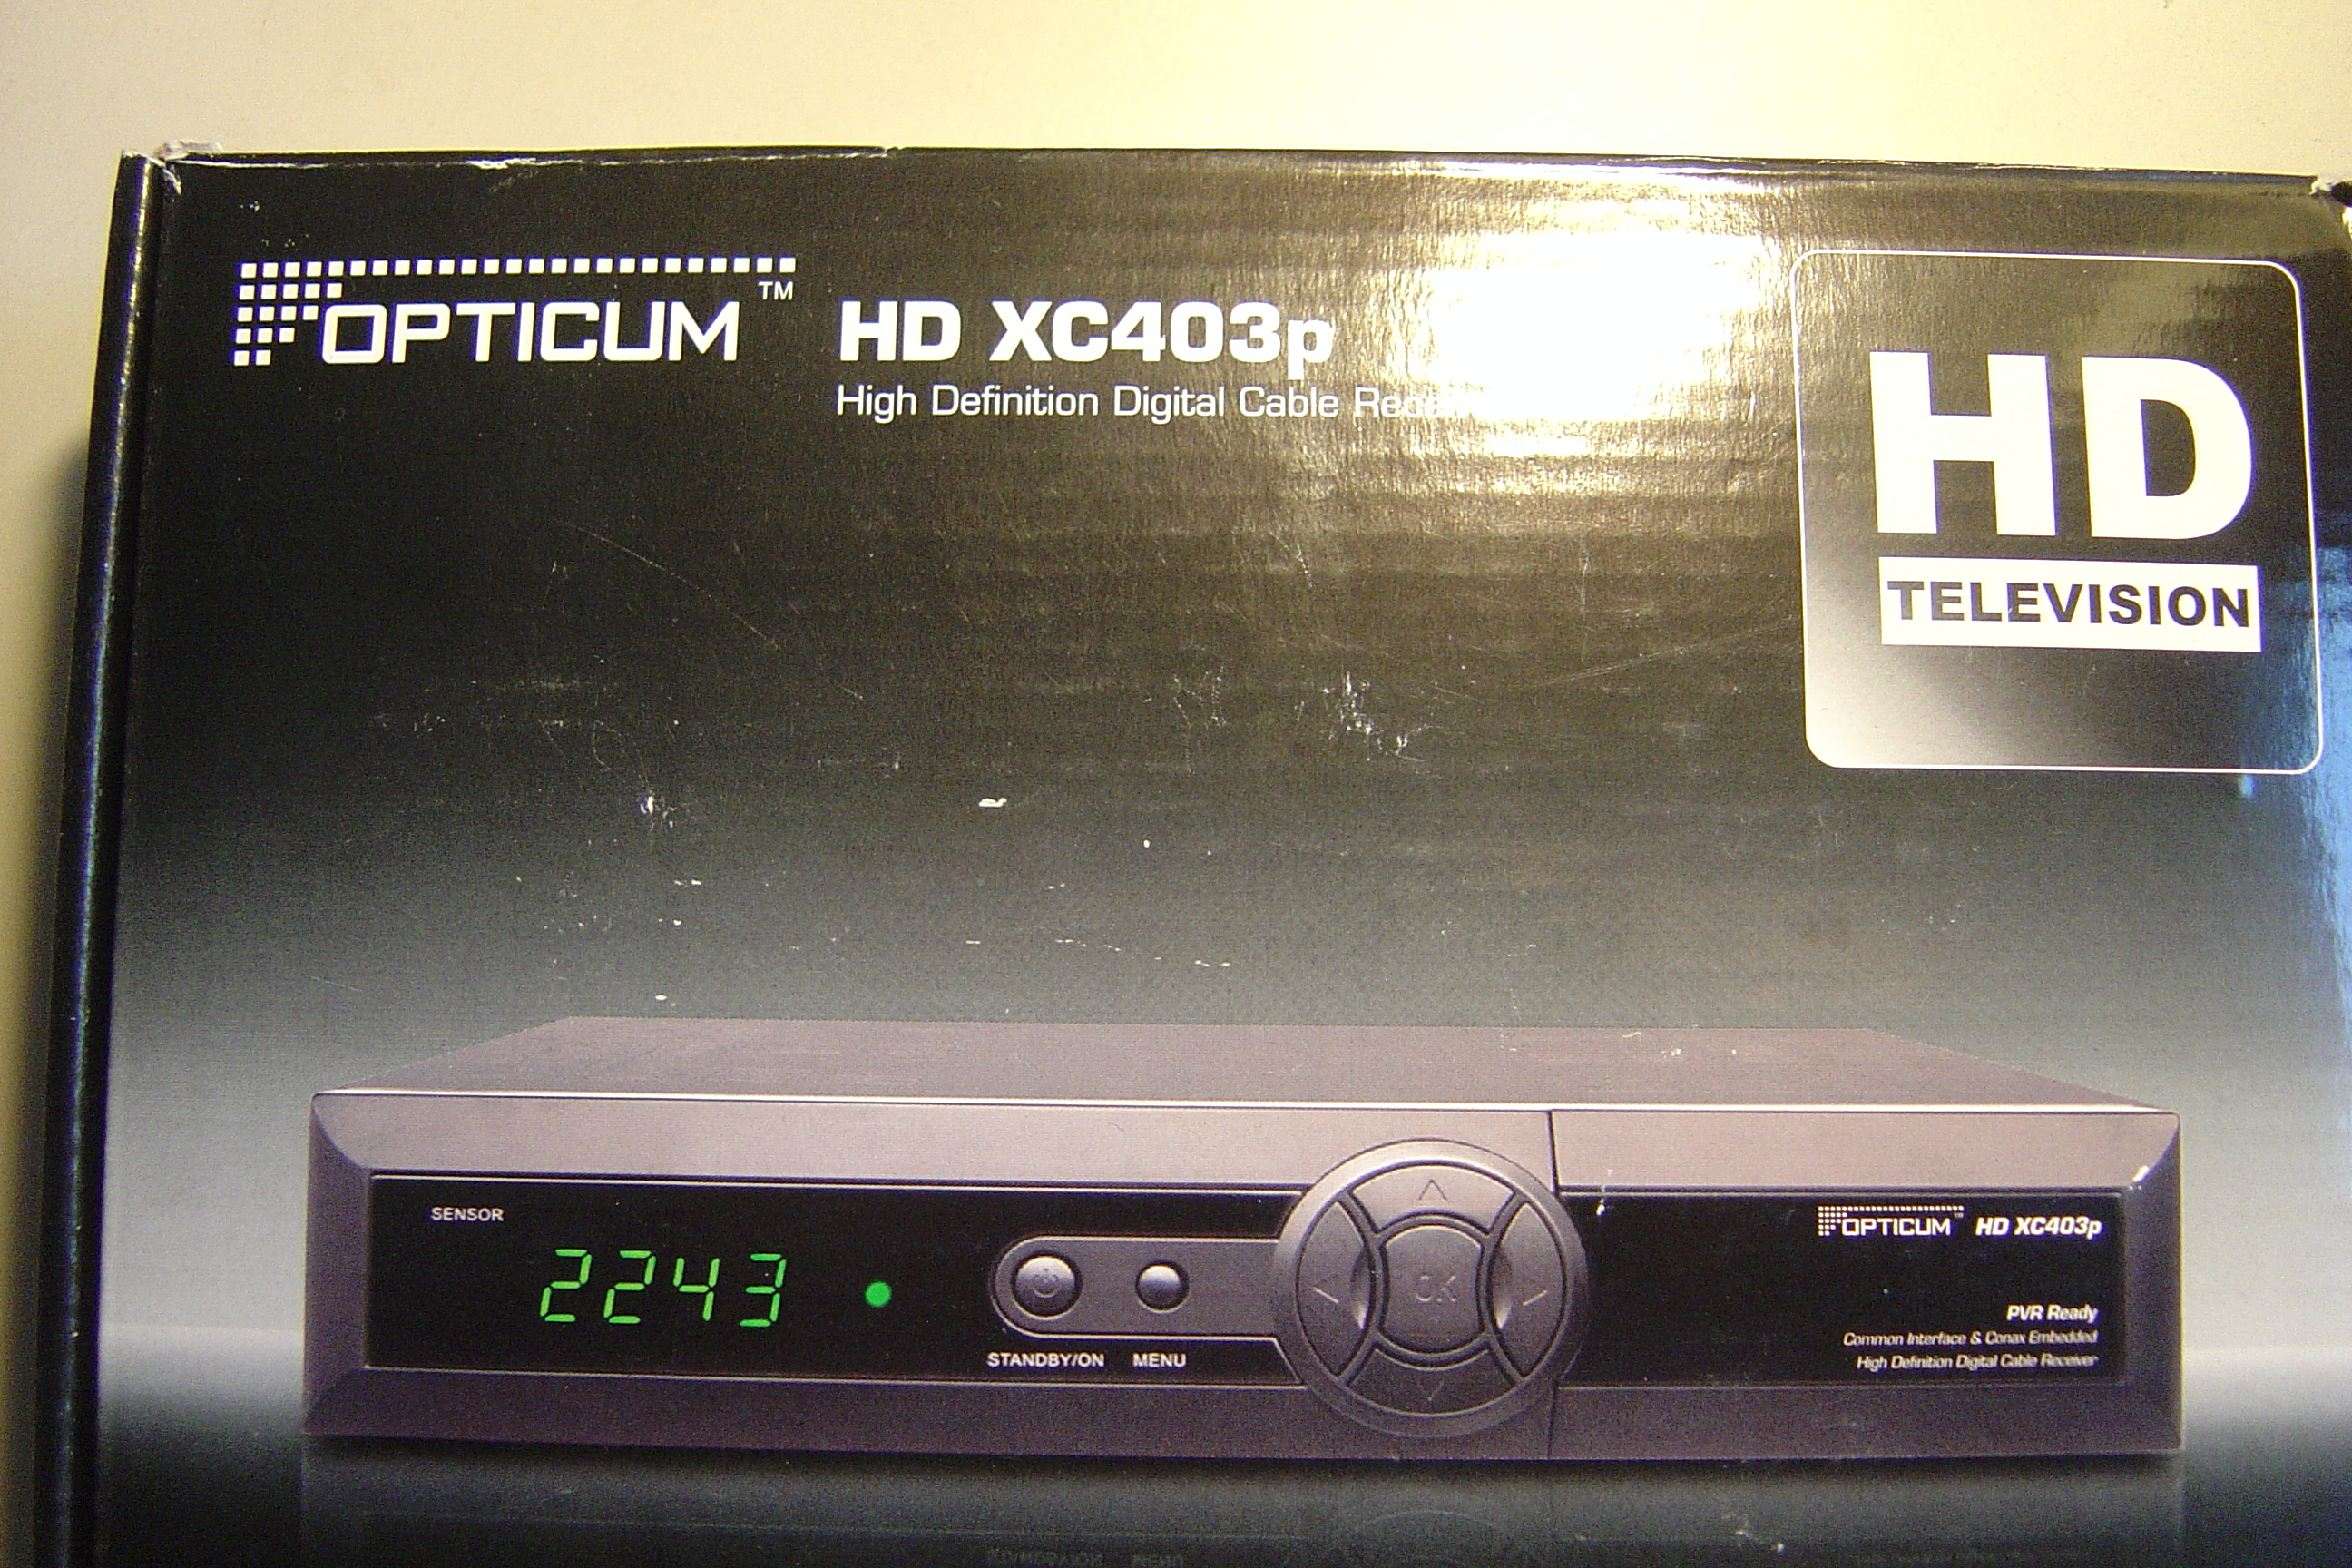 OPTICUM™ HD XC403p
High Definition Digital Cable
HD
TELEVISION
SENSOR
2243
STANDBY/ON MENU
OK
OPTICUM™ HD XC403p
PVR Ready
Common Interface & Conax Embedded
High Definition Digital Cable Receiver